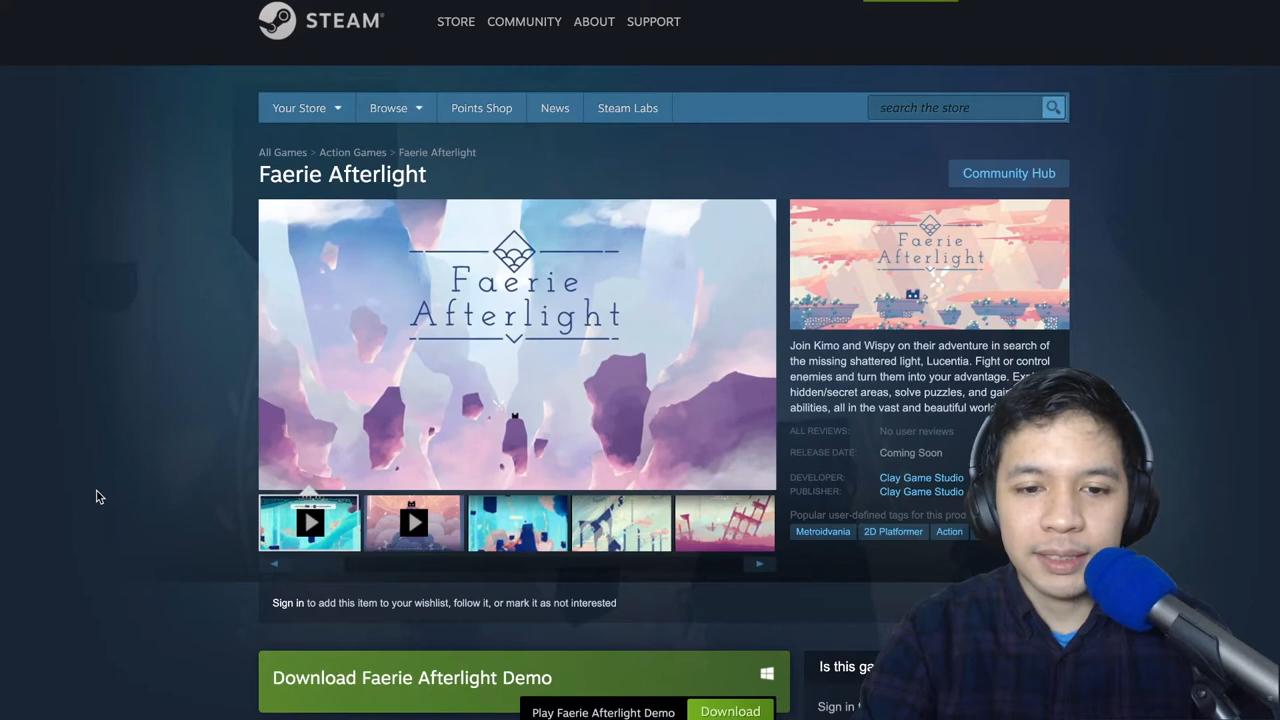 STEAM
STORE COMMUNITY ABOUT SUPPORT
Your Store Browse Points Shop News Steam Labs search the store
All Games > Action Games > Faerie Afterlight
Faerie Afterlight
Community Hub
Faerie
Afterlight
Faerie
Afterlight
Join Kimo and Wispy on their adventure in search of
the missing shattered light, Lucentia. Fight or control
enemies and turn them into your advantage.
hidden/secret areas, solve puzzles, and
abilities, all in the vast and beautiful
ALL REVIEWS: No user reviews
RELEASE DATE: Coming Soon
DEVELOPER: Clay Game Studio
PUBLISHER: Clay Game Studio
Popular user-defined tags for this
Metroidvania 2D Platformer Action
Sign in to add this item to your wishlist, follow it, or mark it as not interested
Download Faerie Afterlight Demo
Is this
Play Faerie Afterlight Demo Download
Sign in